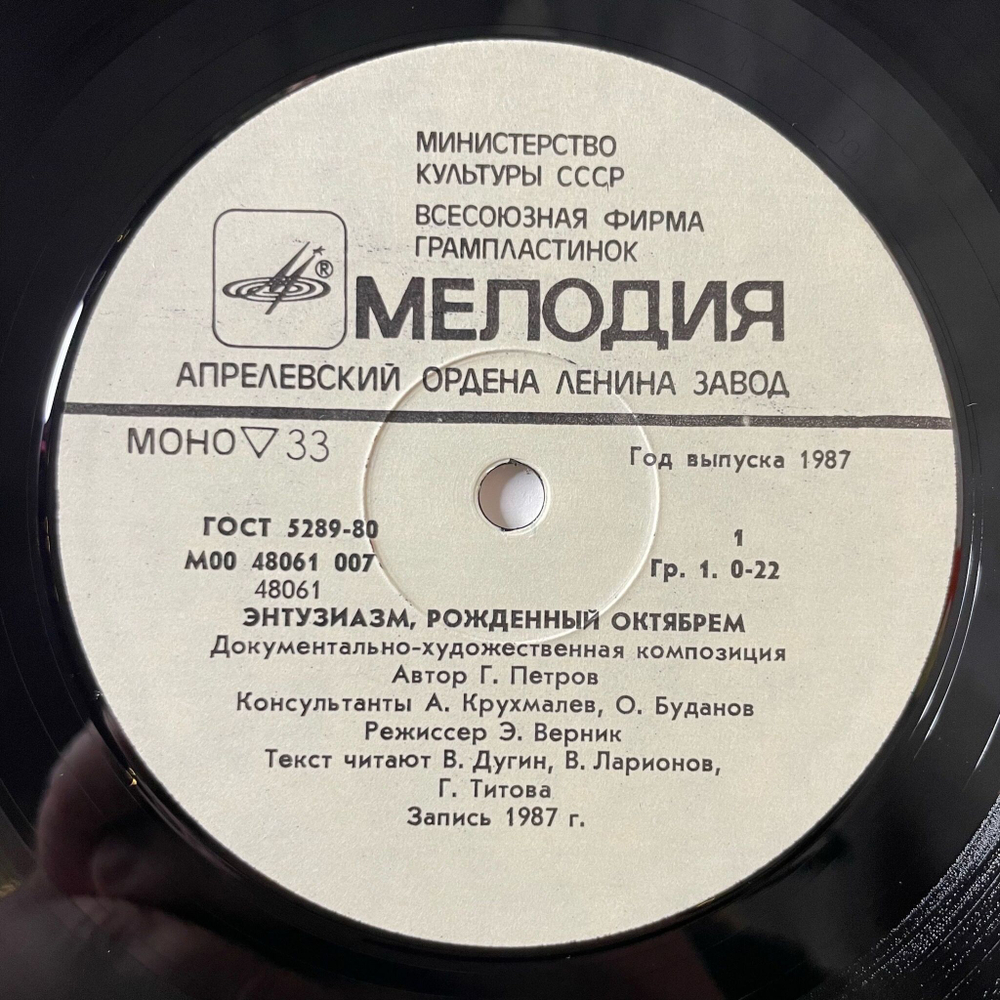 МИНИСТЕРСТВО
КУЛЬТУРЫ СССР
ВСЕСОЮЗНАЯ ФИРМА
ГРАМПЛАСТИНОК
®
МЕЛОДИЯ
АПРЕЛЕВСКИЙ ОРДЕНА ЛЕНИНА ЗАВОД
МОНО ▽ 33
Год выпуска 1987
ГОСТ 5289-80
М00 48061 007
48061
1
Гр. 1. 0-22
ЭНТУЗИАЗМ, РОЖДЕННЫЙ ОКТЯБРЕМ
Документально-художественная композиция
Автор Г. Петров
Консультанты А. Крухмалев, О. Буданов
Режиссер Э. Верник
Текст читают В. Дугин, В. Ларионов,
Г. Титова
Запись 1987 г.